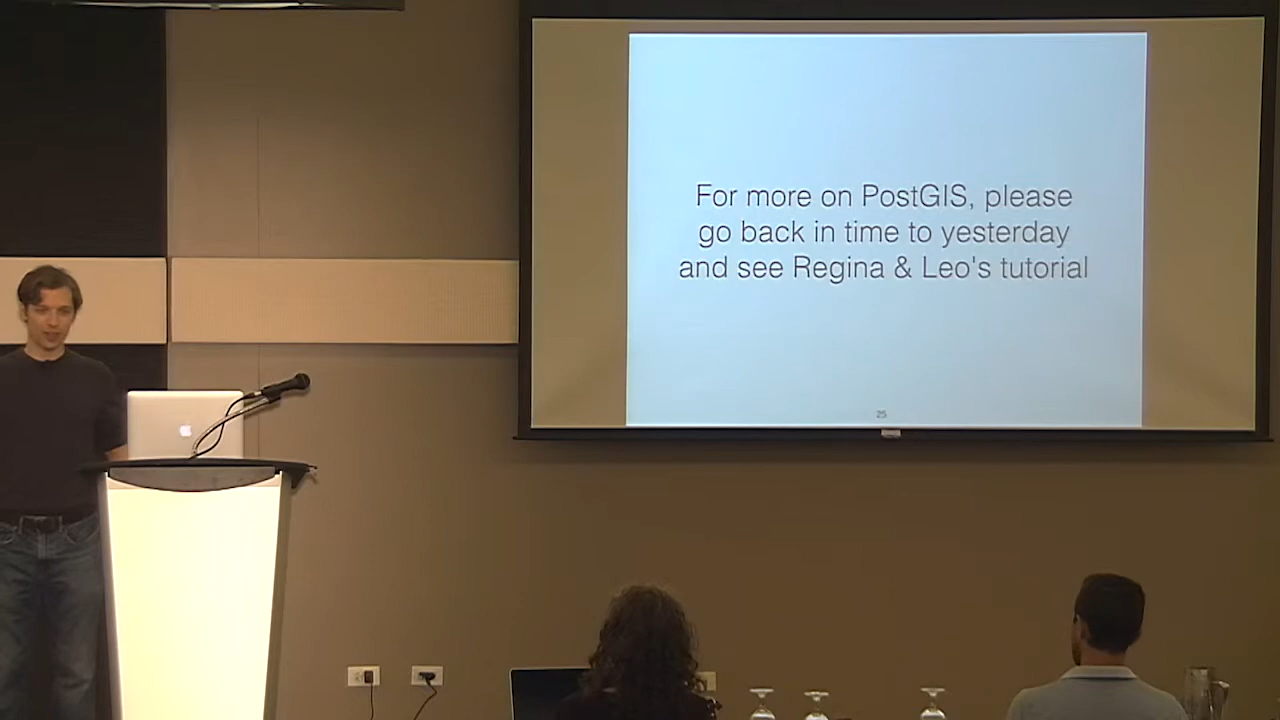 For more on PostGIS, please
go back in time to yesterday
and see Regina & Leo's tutorial
25